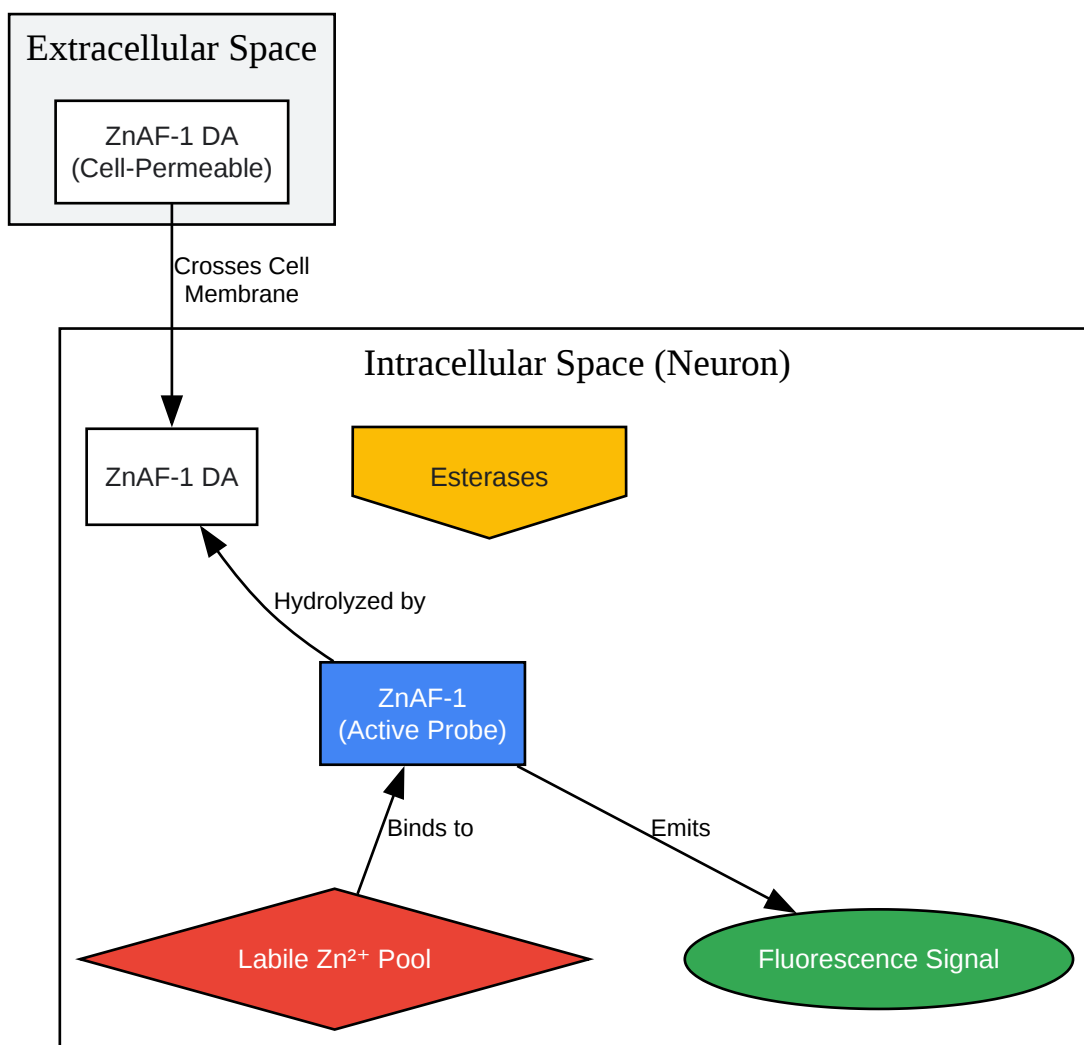 Extracellular Space
ZnAF-1 DA
(Cell-Permeable)
Crosses Cell
Membrane
Intracellular Space (Neuron)
ZnAF-1 DA
Esterases
Hydrolyzed by
ZnAF-1
(Active Probe)
Binds to
Emits
Labile Zn²⁺ Pool
Fluorescence Signal